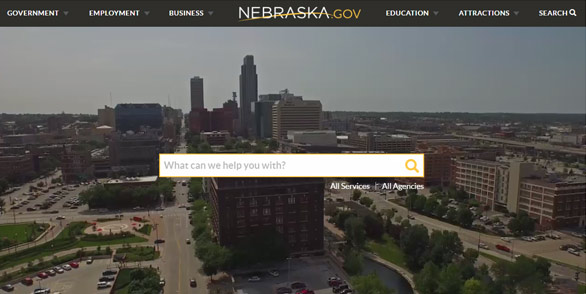 GOVERNMENT EMPLOYMENT BUSINESS NEBRASKA.GOV EDUCATION ATTRACTIONS SEARCH
What can we help you with?
All Services | All Agencies